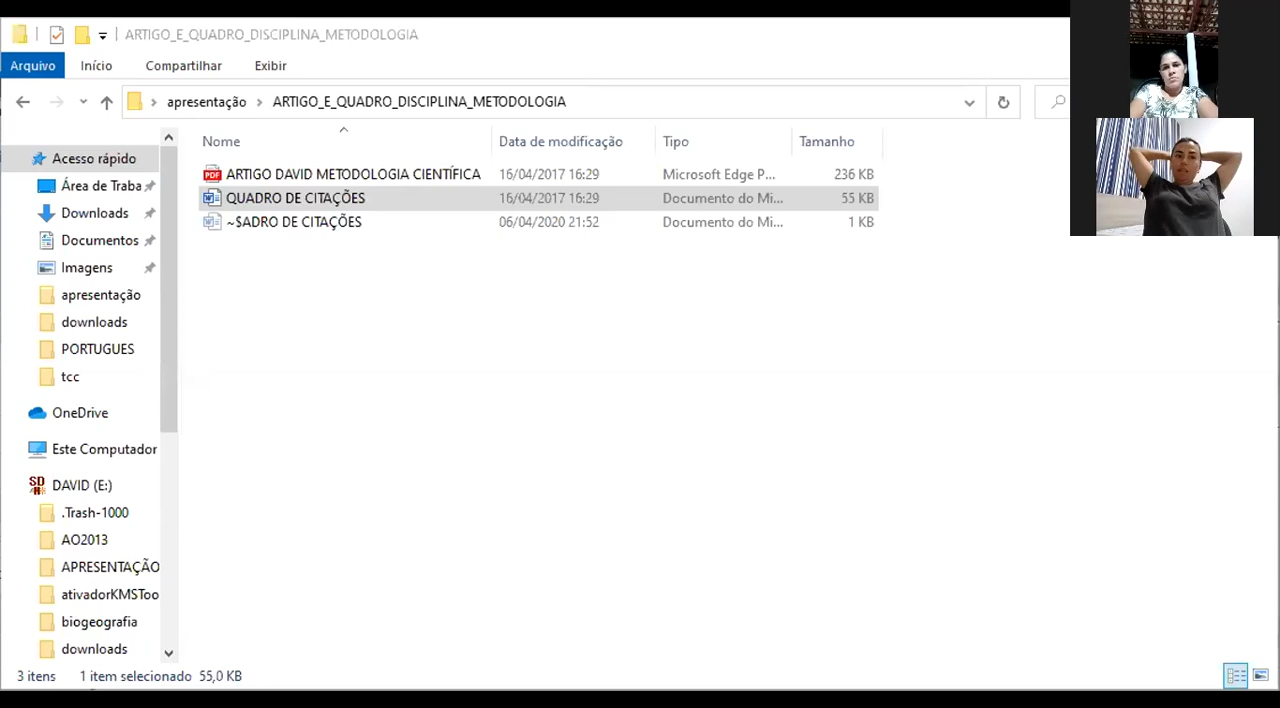 ARTIGO_E_QUADRO_DISCIPLINA_METODOLOGIA
Arquivo Início Compartilhar Exibir
apresentação ARTIGO_E_QUADRO_DISCIPLINA_METODOLOGIA
Nome Data de modificação Tipo Tamanho
ARTIGO DAVID METODOLOGIA CIENTÍFICA 16/04/2017 16:29 Microsoft Edge P... 236 KB
QUADRO DE CITAÇÕES 16/04/2017 16:29 Documento do Mi... 55 KB
~$ADRO DE CITAÇÕES 06/04/2020 21:52 Documento do Mi... 1 KB
Acesso rápido
Área de Traba
Downloads
Documentos
Imagens
apresentação
downloads
PORTUGUES
tcc
OneDrive
Este Computador
DAVID (E:)
.Trash-1000
AO2013
APRESENTAÇÃO
ativadorKMSToo
biogeografia
downloads
3 itens 1 item selecionado 55,0 KB